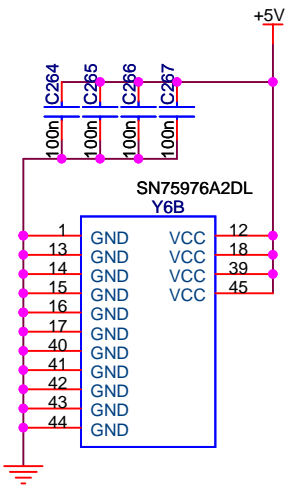 +5V
C264 C265 C266 C267
100n 100n 100n 100n
SN75976A2DL
Y6B
1 GND VCC 12
13 GND VCC 18
14 GND VCC 39
15 GND VCC 45
16 GND
17 GND
40 GND
41 GND
42 GND
43 GND
44 GND